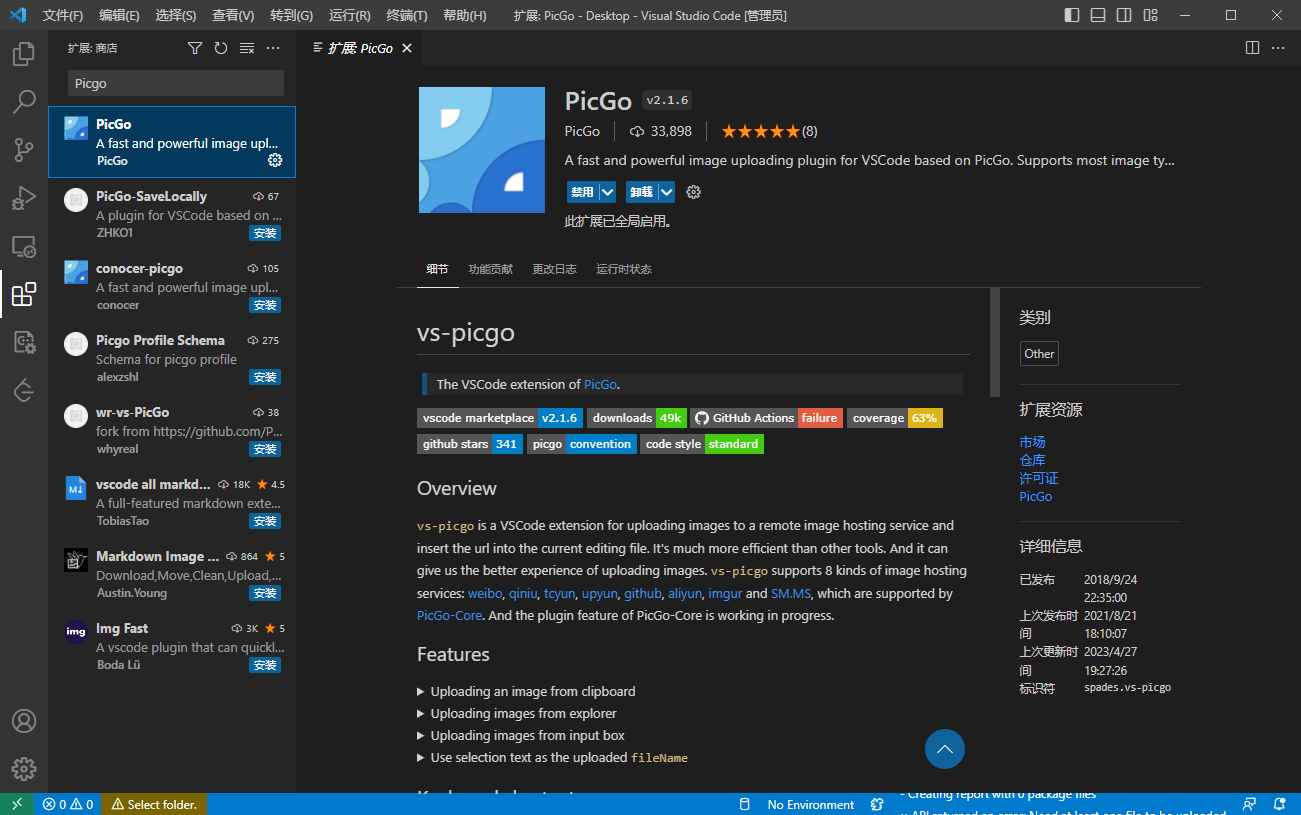 文件(F) 编辑(E) 选择(S) 查看(V) 转到(G) 运行(R) 终端(T) 帮助(H) 扩展: PicGo - Desktop - Visual Studio Code [管理员]
扩展: 商店
Picgo
PicGo
A fast and powerful image upl...
PicGo
PicGo-SaveLocally 67
A plugin for VSCode based on ...
ZHKO1 安装
conocer-picgo 105
A fast and powerful image upl...
conocer 安装
Picgo Profile Schema 275
Schema for picgo profile
alexzshl 安装
wr-vs-PicGo 38
fork from https://github.com/P...
whyreal 安装
vscode all markd... 18K ★ 4.5
A full-featured markdown exte...
TobiasTao 安装
Markdown Image ... 864 ★ 5
Download,Move,Clean,Upload,...
Austin.Young 安装
img
Img Fast 3K ★ 5
A vscode plugin that can quickl...
Boda Lü 安装
扩展: PicGo
PicGo v2.1.6
PicGo 33,898 ★★★★★(8)
A fast and powerful image uploading plugin for VSCode based on PicGo. Supports most image ty...
禁用 卸载
此扩展已全局启用。
细节 功能贡献 更改日志 运行时状态
vs-picgo
The VSCode extension of PicGo.
vscode marketplace v2.1.6 downloads 49k GitHub Actions failure coverage 63%
github stars 341 picgo convention code style standard
Overview
vs-picgo is a VSCode extension for uploading images to a remote image hosting service and
insert the url into the current editing file. It's much more efficient than other tools. And it can
give us the better experience of uploading images. vs-picgo supports 8 kinds of image hosting
services: weibo, qiniu, tcyun, upyun, github, aliyun, imgur and SM.MS, which are supported by
PicGo-Core. And the plugin feature of PicGo-Core is working in progress.
Features
Uploading an image from clipboard
Uploading images from explorer
Uploading images from input box
Use selection text as the uploaded fileName
类别
Other
扩展资源
市场
仓库
许可证
PicGo
详细信息
已发布 2018/9/24
22:35:00
上次发布时 2021/8/21
间 18:10:07
上次更新时 2023/4/27
间 19:27:26
标识符 spades.vs-picgo
0 0 Select folder. No Environment
- Creating report with 0 package files